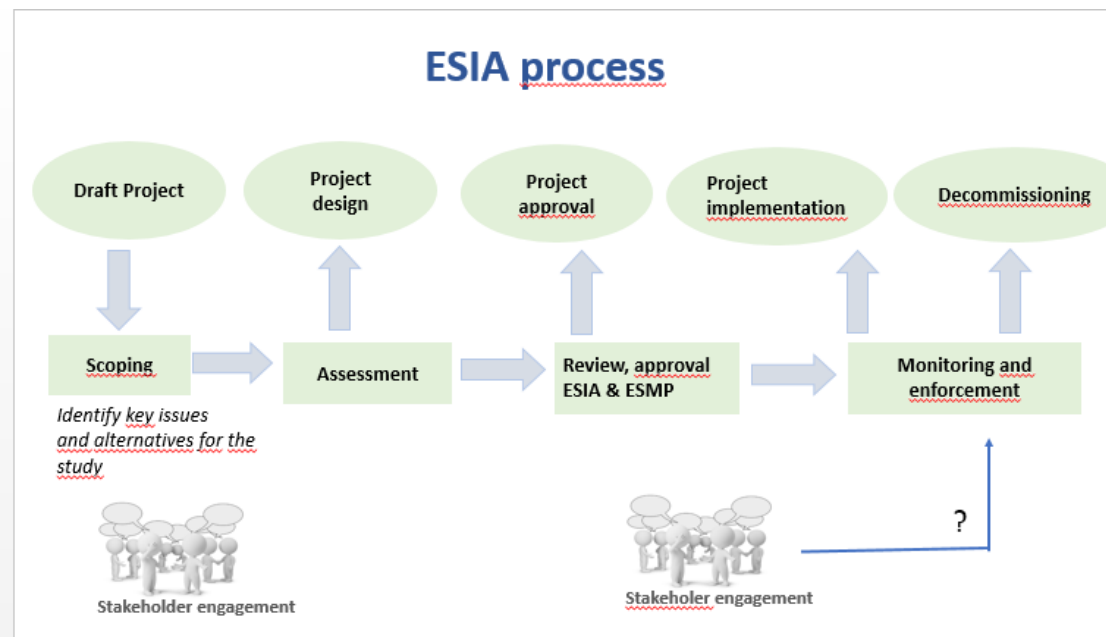 ESIA process
Draft Project
Project
design
Project
approval
Project
implementation
Decommissioning
Scoping
Assessment
Review, approval
ESIA & ESMP
Monitoring and
enforcement
Identify key issues
and alternatives for the
study
?
Stakeholder engagement
Stakeholer engagement